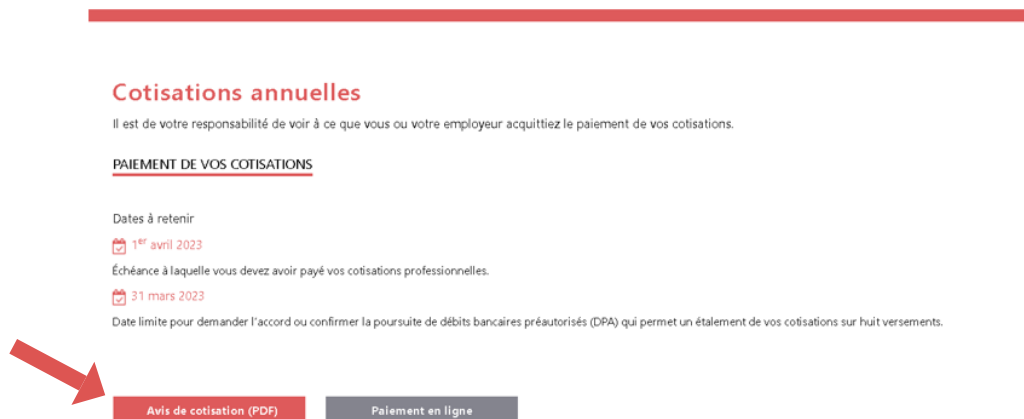 Cotisations annuelles
Il est de votre responsabilité de voir à ce que vous ou votre employeur acquittiez le paiement de vos cotisations.
PAIEMENT DE VOS COTISATIONS
Dates à retenir
1er avril 2023
Échéance à laquelle vous devez avoir payé vos cotisations professionnelles.
31 mars 2023
Date limite pour demander l'accord ou confirmer la poursuite de débits bancaires préautorisés (DPA) qui permet un étalement de vos cotisations sur huit versements.
Avis de cotisation (PDF) Paiement en ligne